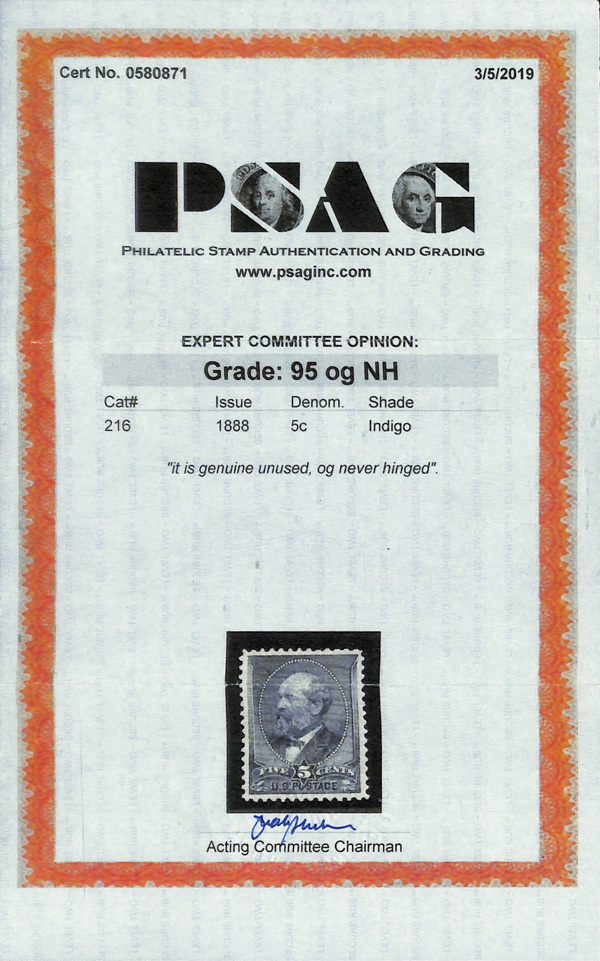 Cert No. 0580871 3/5/2019
PSAG
PHILATELIC STAMP AUTHENTICATION AND GRADING
www.psaginc.com
EXPERT COMMITTEE OPINION:
Grade: 95 og NH
Cat# Issue Denom. Shade
216 1888 5c Indigo
"it is genuine unused, og never hinged".
FIVE 5 CENTS
U.S. POSTAGE
Acting Committee Chairman